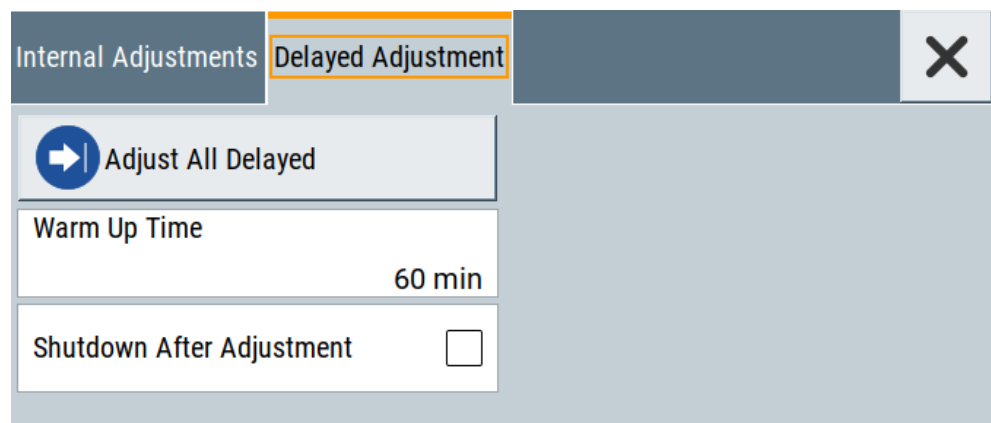 Internal Adjustments Delayed Adjustment
Adjust All Delayed
Warm Up Time
60 min
Shutdown After Adjustment